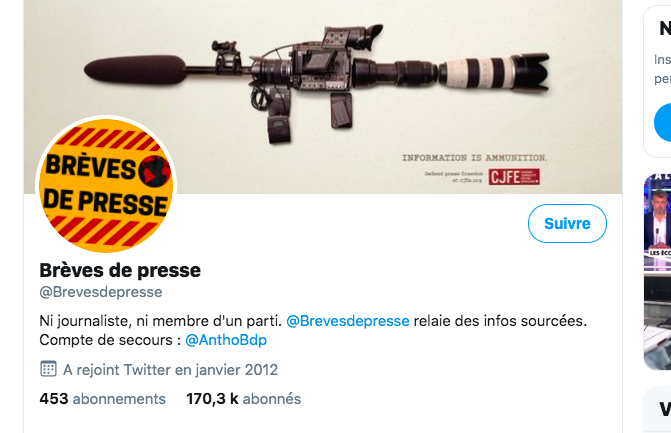 INFORMATION IS AMMUNITION.
Defend press freedom
at cjfe.org
CJFE
BRÈVES
DE PRESSE
Suivre
Brèves de presse
@Brevesdepresse
Ni journaliste, ni membre d'un parti. @Brevesdepresse relaie des infos sourcées.
Compte de secours : @AnthoBdp
A rejoint Twitter en janvier 2012
453 abonnements 170,3 k abonnés
N
Ins
per
LES ÉCO
V